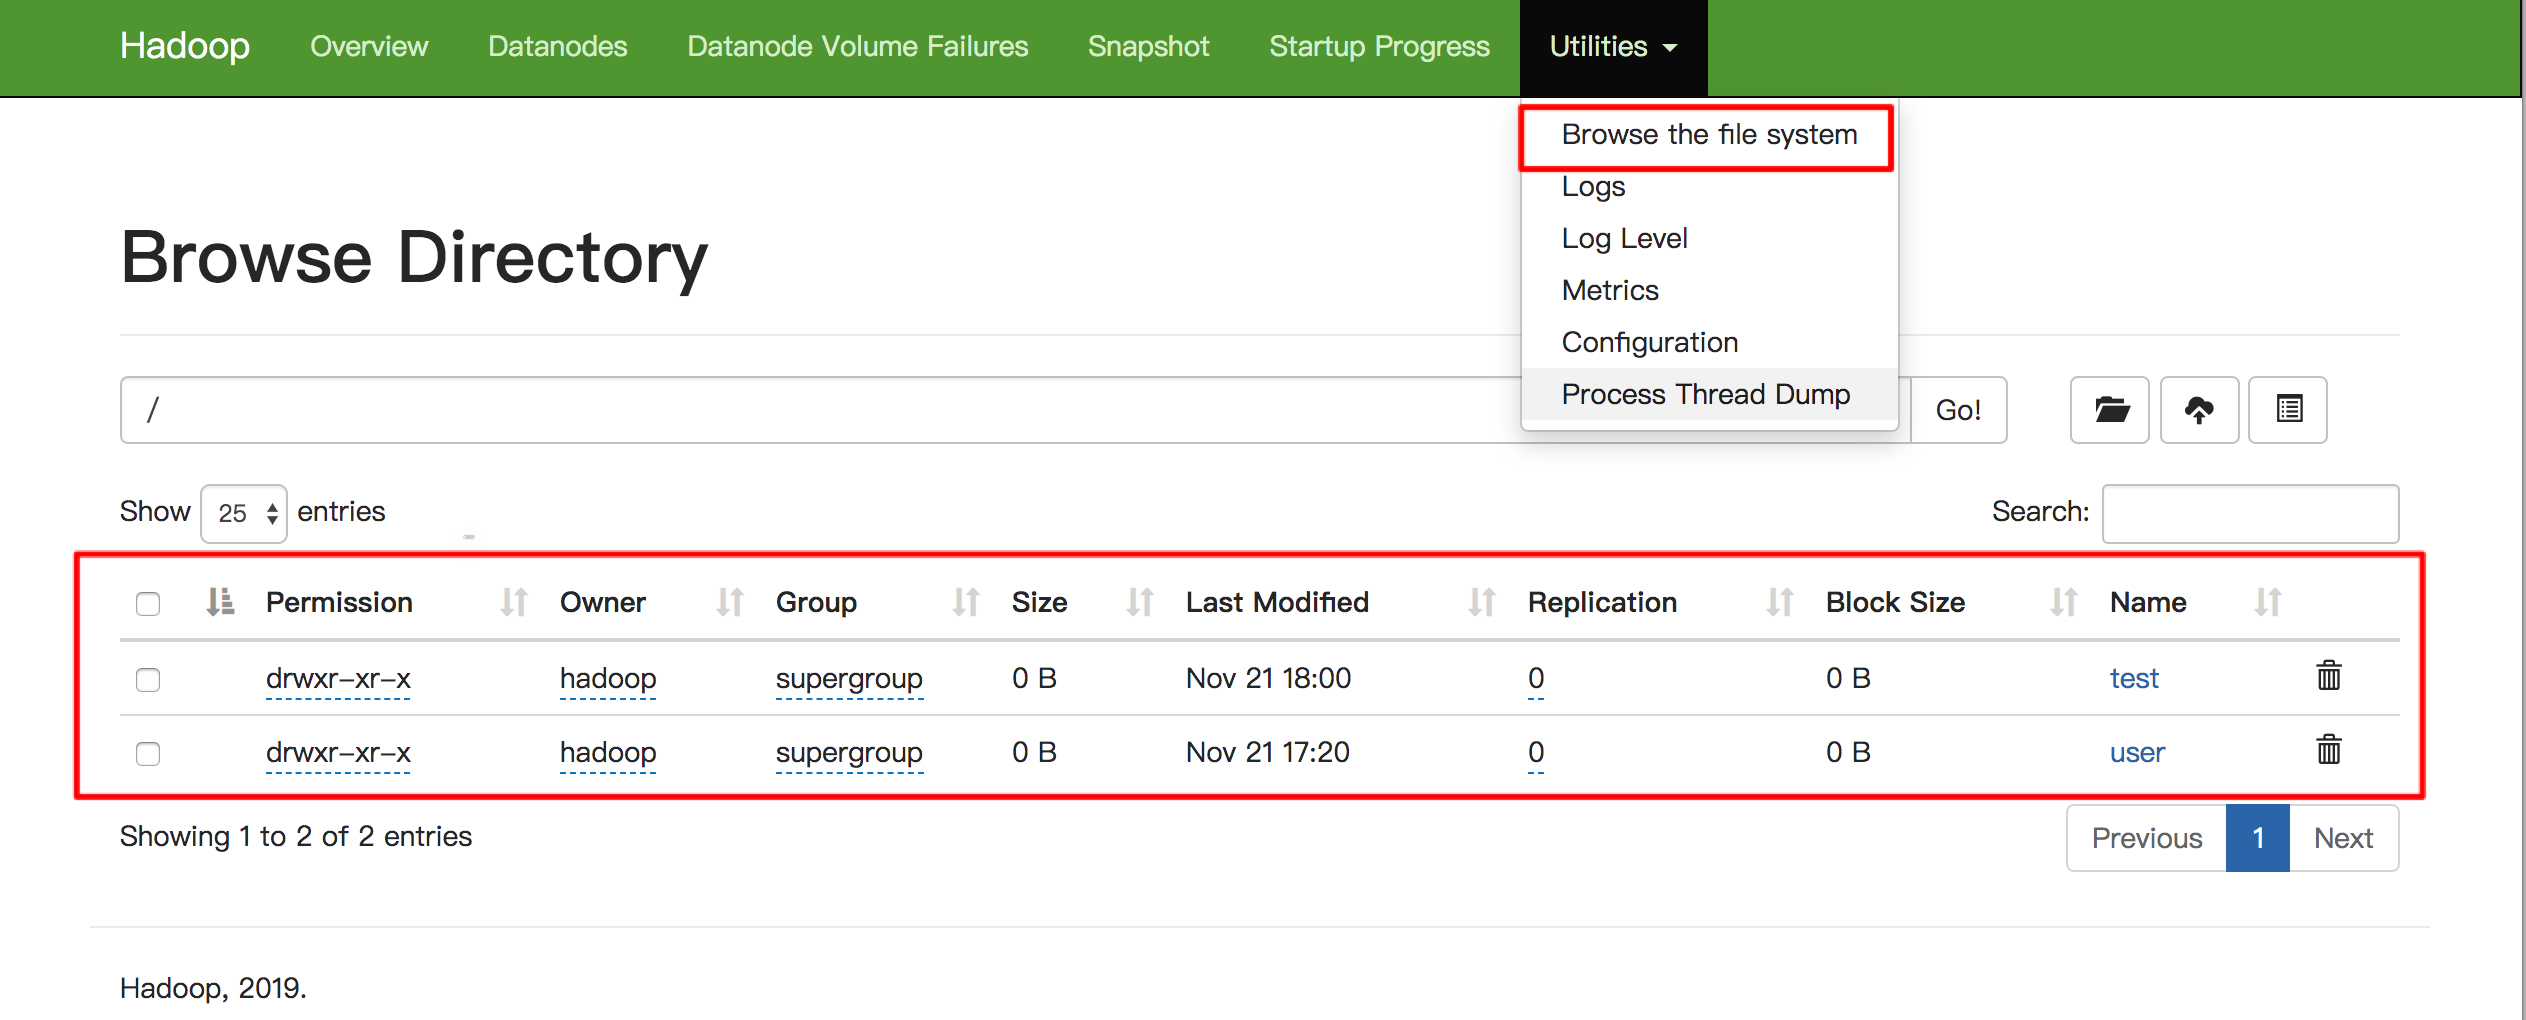 Hadoop Overview Datanodes Datanode Volume Failures Snapshot Startup Progress Utilities
Browse the file system
Logs
Log Level
Metrics
Configuration
Process Thread Dump
Browse Directory
/ Go!
Show 25 entries Search:
Permission Owner Group Size Last Modified Replication Block Size Name
drwxr-xr-x hadoop supergroup 0 B Nov 21 18:00 0 0 B test
drwxr-xr-x hadoop supergroup 0 B Nov 21 17:20 0 0 B user
Showing 1 to 2 of 2 entries Previous 1 Next
Hadoop, 2019.